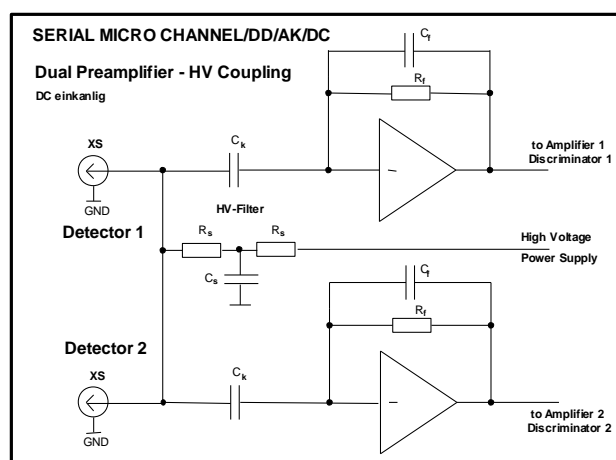 SERIAL MICRO CHANNEL/DD/AK/DC
Dual Preamplifier - HV Coupling
DC einkanlig
Cf
Rf
XS
Ck
to Amplifier 1
Discriminator 1
GND
HV-Filter
Detector 1
Rs
Rs
High Voltage
Power Supply
Cs
Cf
Rf
Detector 2
XS
Ck
to Amplifier 2
Discriminator 2
GND